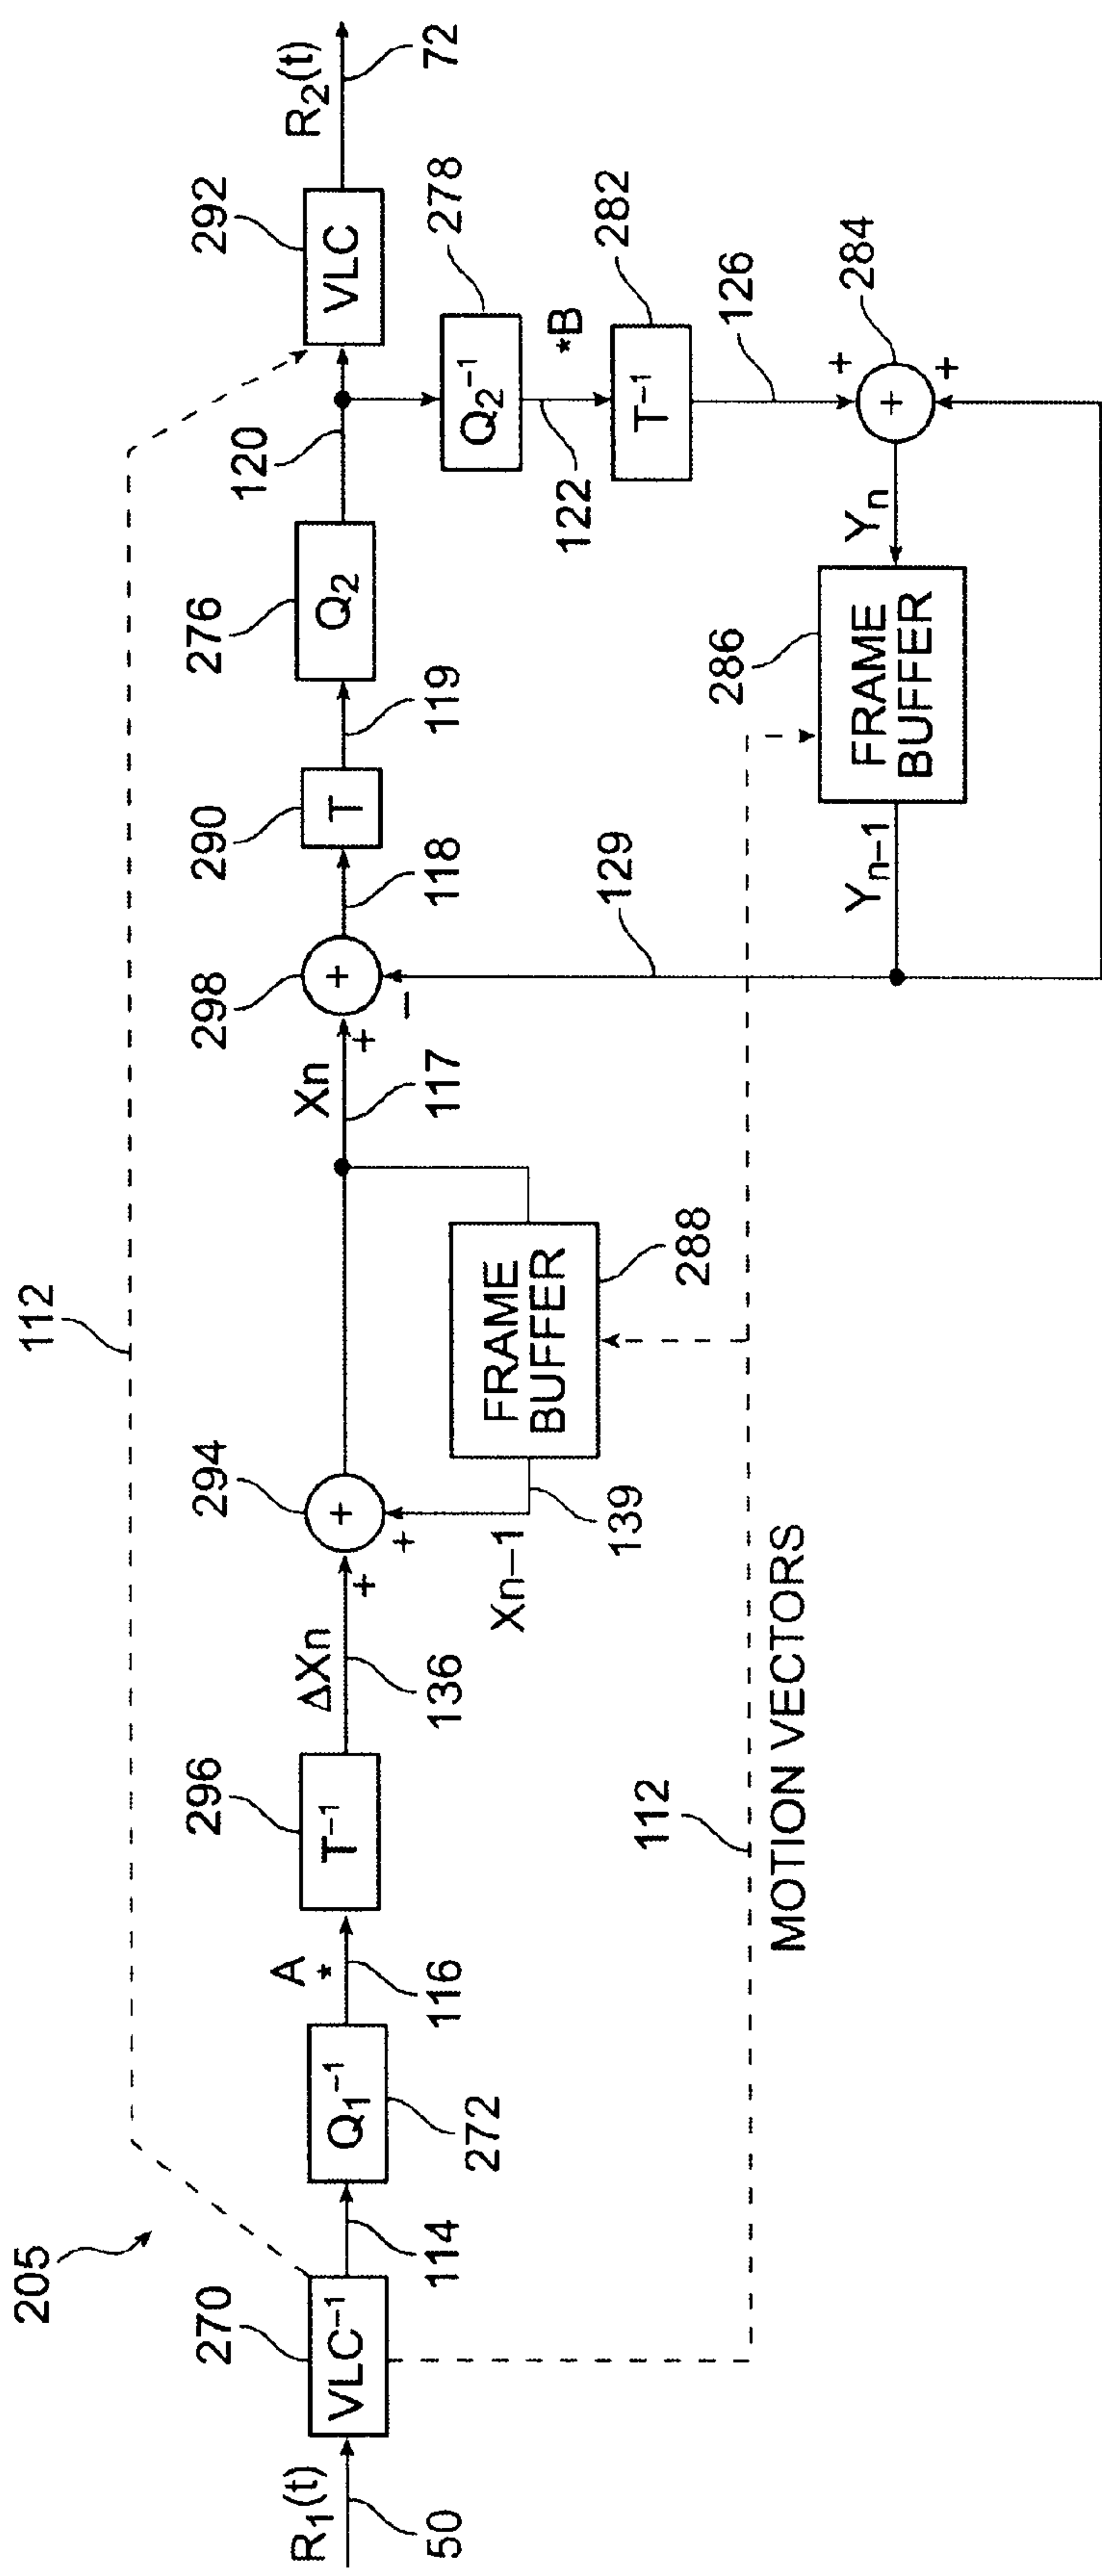 205
112
R₁(t)
50
270
VLC⁻¹
114
Q₁⁻¹
272
A
*
116
296
T⁻¹
ΔXn
136
294
+
+
+
Xn–1
139
FRAME
BUFFER
288
Xn
117
298
+
+
–
118
290
T
119
276
Q₂
120
292
VLC
R₂(t)
72
Q₂⁻¹
278
122
*B
T⁻¹
282
126
+
284
+
+
Yₙ
286
FRAME
BUFFER
Yₙ₋₁
129
112
MOTION VECTORS